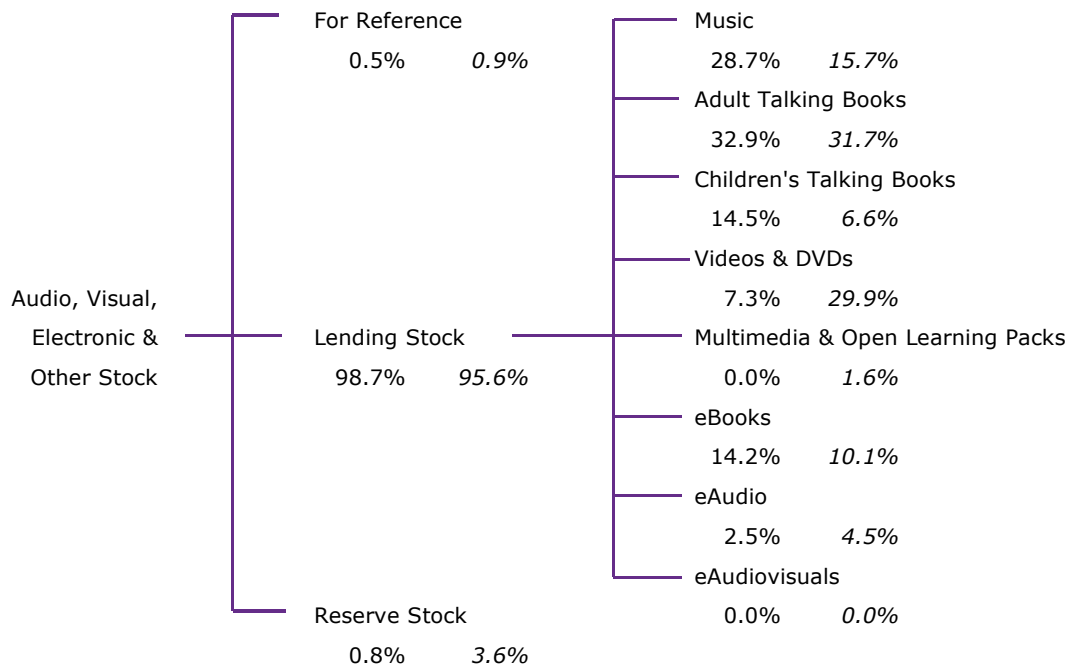 Audio, Visual,
Electronic &
Other Stock
For Reference
0.5% 0.9%
Lending Stock
98.7% 95.6%
Reserve Stock
0.8% 3.6%
Music
28.7% 15.7%
Adult Talking Books
32.9% 31.7%
Children's Talking Books
14.5% 6.6%
Videos & DVDs
7.3% 29.9%
Multimedia & Open Learning Packs
0.0% 1.6%
eBooks
14.2% 10.1%
eAudio
2.5% 4.5%
eAudiovisuals
0.0% 0.0%